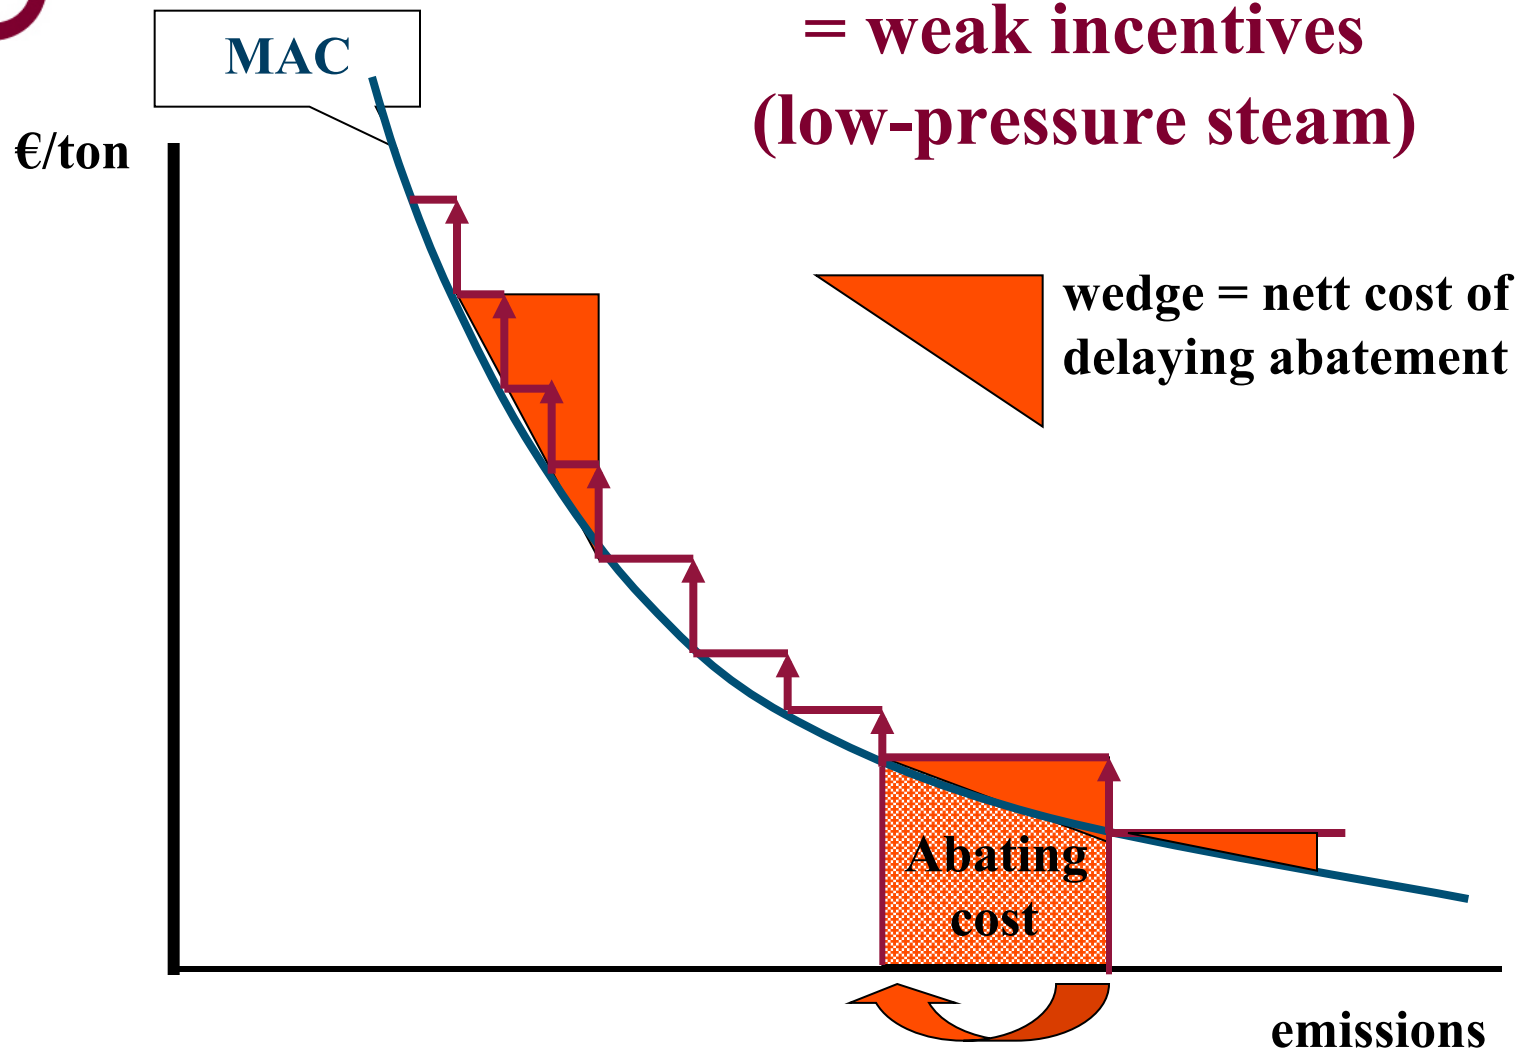 = weak incentives
(low-pressure steam)
MAC
€/ton
wedge = nett cost of
delaying abatement
Abating
cost
emissions